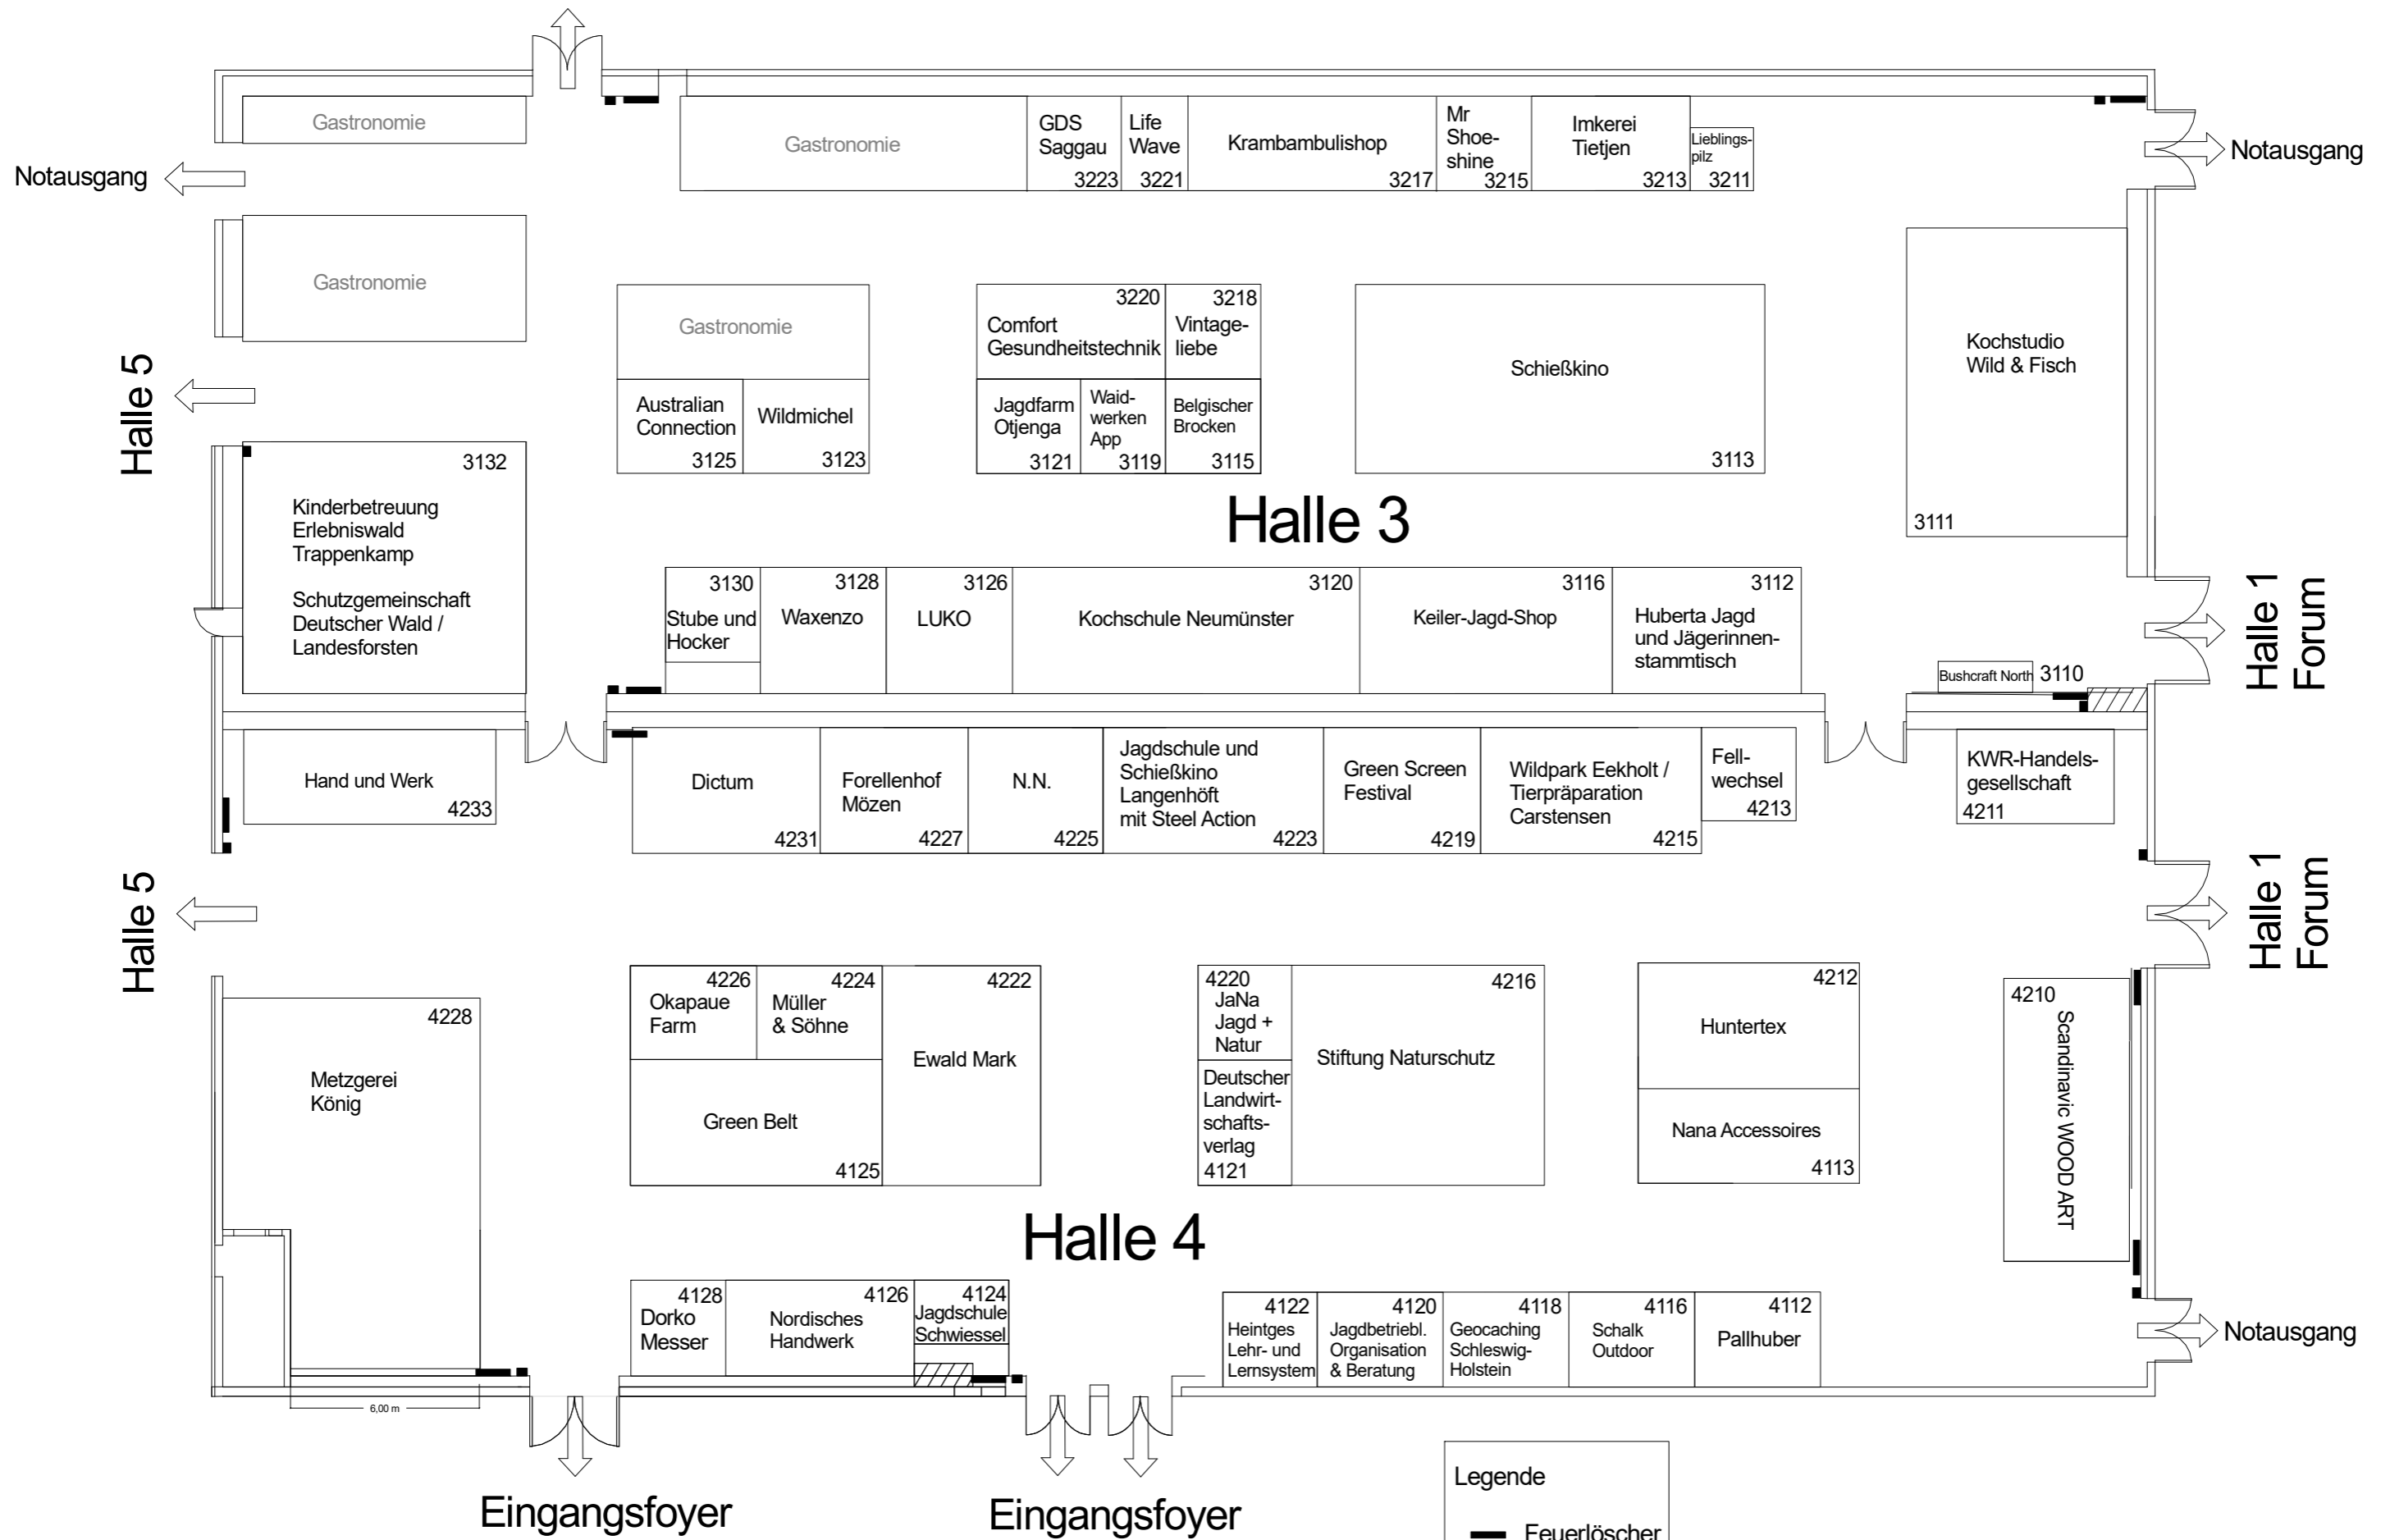 Gastronomie
Gastronomie
GDS
Saggau
3223
Life
Wave
3221
Krambambulishop
3217
Mr
Shoe-
shine
3215
Imkerei
Tietjen
3213
Lieblings-
pilz
3211
Notausgang
Notausgang
Gastronomie
Gastronomie
3220
Comfort
Gesundheitstechnik
3218
Vintage-
liebe
Schießkino
3113
Kochstudio
Wild & Fisch
3111
Halle 5
Australian
Connection
3125
Wildmichel
3123
Jagdfarm
Otjenga
3121
Waid-
werken
App
3119
Belgischer
Brocken
3115
3132
Kinderbetreuung
Erlebniswald
Trappenkamp
Schutzgemeinschaft
Deutscher Wald /
Landesforsten
Halle 3
3130
Stube und
Hocker
3128
Waxenzo
3126
LUKO
3120
Kochschule Neumünster
3116
Keiler-Jagd-Shop
3112
Huberta Jagd
und Jägerinnen-
stammtisch
Bushcraft North
3110
Halle 1
Forum
Hand und Werk
4233
Dictum
4231
Forellenhof
Mözen
4227
N.N.
4225
Jagdschule und
Schießkino
Langenhöft
mit Steel Action
4223
Green Screen
Festival
4219
Wildpark Eekholt /
Tierpräparation
Carstensen
4215
Fell-
wechsel
4213
KWR-Handels-
gesellschaft
4211
Halle 5
Halle 1
Forum
4228
Metzgerei
König
4226
Okapaue
Farm
4224
Müller
& Söhne
4222
Ewald Mark
Green Belt
4125
4220
JaNa
Jagd +
Natur
Deutscher
Landwirt-
schafts-
verlag
4121
4216
Stiftung Naturschutz
4212
Huntertex
Nana Accessoires
4113
4210
Scandinavic WOOD ART
Halle 4
4128
Dorko
Messer
4126
Nordisches
Handwerk
4124
Jagdschule
Schwiessel
4122
Heintges
Lehr- und
Lernsystem
4120
Jagdbetriebl.
Organisation
& Beratung
4118
Geocaching
Schleswig-
Holstein
4116
Schalk
Outdoor
4112
Pallhuber
Notausgang
6,00 m
Eingangsfoyer
Eingangsfoyer
Legende
Feuerlöscher